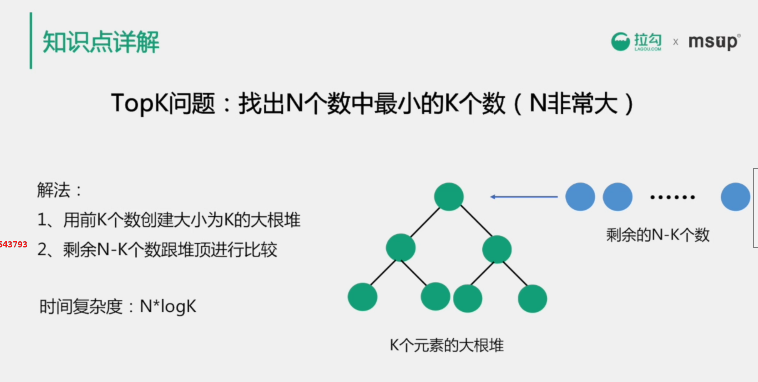 知识点详解
拉勾 x msup®
LAGOU.COM
TopK问题：找出N个数中最小的K个数（N非常大）
解法：
1、用前K个数创建大小为K的大根堆
2、剩余N-K个数跟堆顶进行比较
543793
时间复杂度：N*logK
······
剩余的N-K个数
K个元素的大根堆